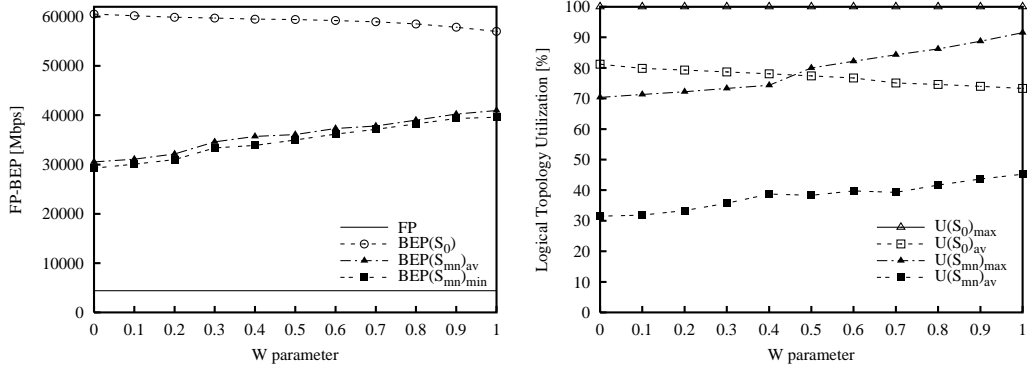 FP-BEP [Mbps]
60000
50000
40000
30000
20000
10000
0
FP
BEP(S0)
BEP(Smn)av
BEP(Smn)min
0 0.1 0.2 0.3 0.4 0.5 0.6 0.7 0.8 0.9 1
W parameter
Logical Topology Utilization [%]
100
90
80
70
60
50
40
30
20
10
0
U(S0)max
U(S0)av
U(Smn)max
U(Smn)av
0 0.1 0.2 0.3 0.4 0.5 0.6 0.7 0.8 0.9 1
W parameter